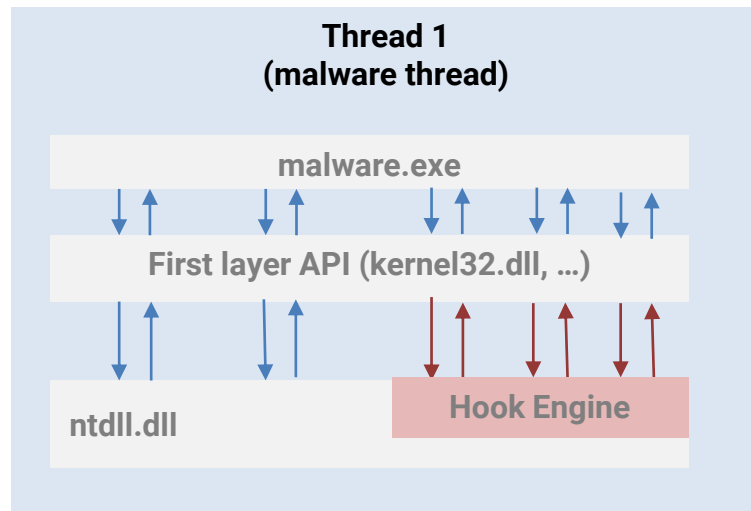 Thread 1
(malware thread)
malware.exe
First layer API (kernel32.dll, …)
Hook Engine
ntdll.dll